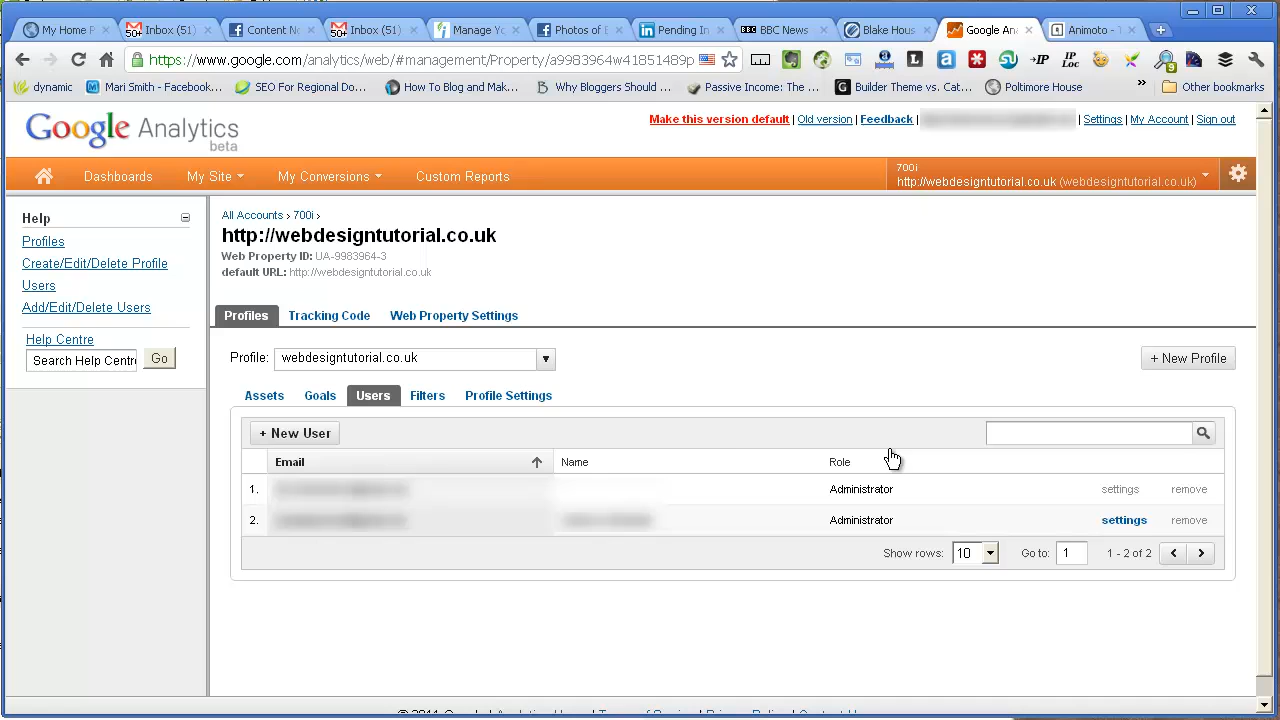 My Home P
Inbox (51)
Content N
Inbox (51)
Manage Yo
Photos of E
Pending In
BBC News
Blake Hous
Google Ana
Animoto - T
https://www.google.com/analytics/web/#management/Property/a9983964w41851489p
dynamic
Mari Smith - Facebook...
SEO For Regional Do...
How To Blog and Mak...
Why Bloggers Should ...
Passive Income: The ...
Builder Theme vs. Cat...
Poltimore House
»
Other bookmarks
Google Analytics
beta
Make this version default | Old version | Feedback | | Settings | My Account | Sign out
Dashboards
My Site
My Conversions
Custom Reports
700i
http://webdesigntutorial.co.uk (webdesigntutorial.co.uk)
Help
Profiles
Create/Edit/Delete Profile
Users
Add/Edit/Delete Users
Help Centre
Search Help Centre
Go
All Accounts › 700i ›
http://webdesigntutorial.co.uk
Web Property ID: UA-9983964-3
default URL: http://webdesigntutorial.co.uk
Profiles
Tracking Code
Web Property Settings
Profile: webdesigntutorial.co.uk
+ New Profile
Assets
Goals
Users
Filters
Profile Settings
+ New User
Email
Name
Role
1. Administrator settings remove
2. Administrator settings remove
Show rows: 10 Go to: 1 1 - 2 of 2